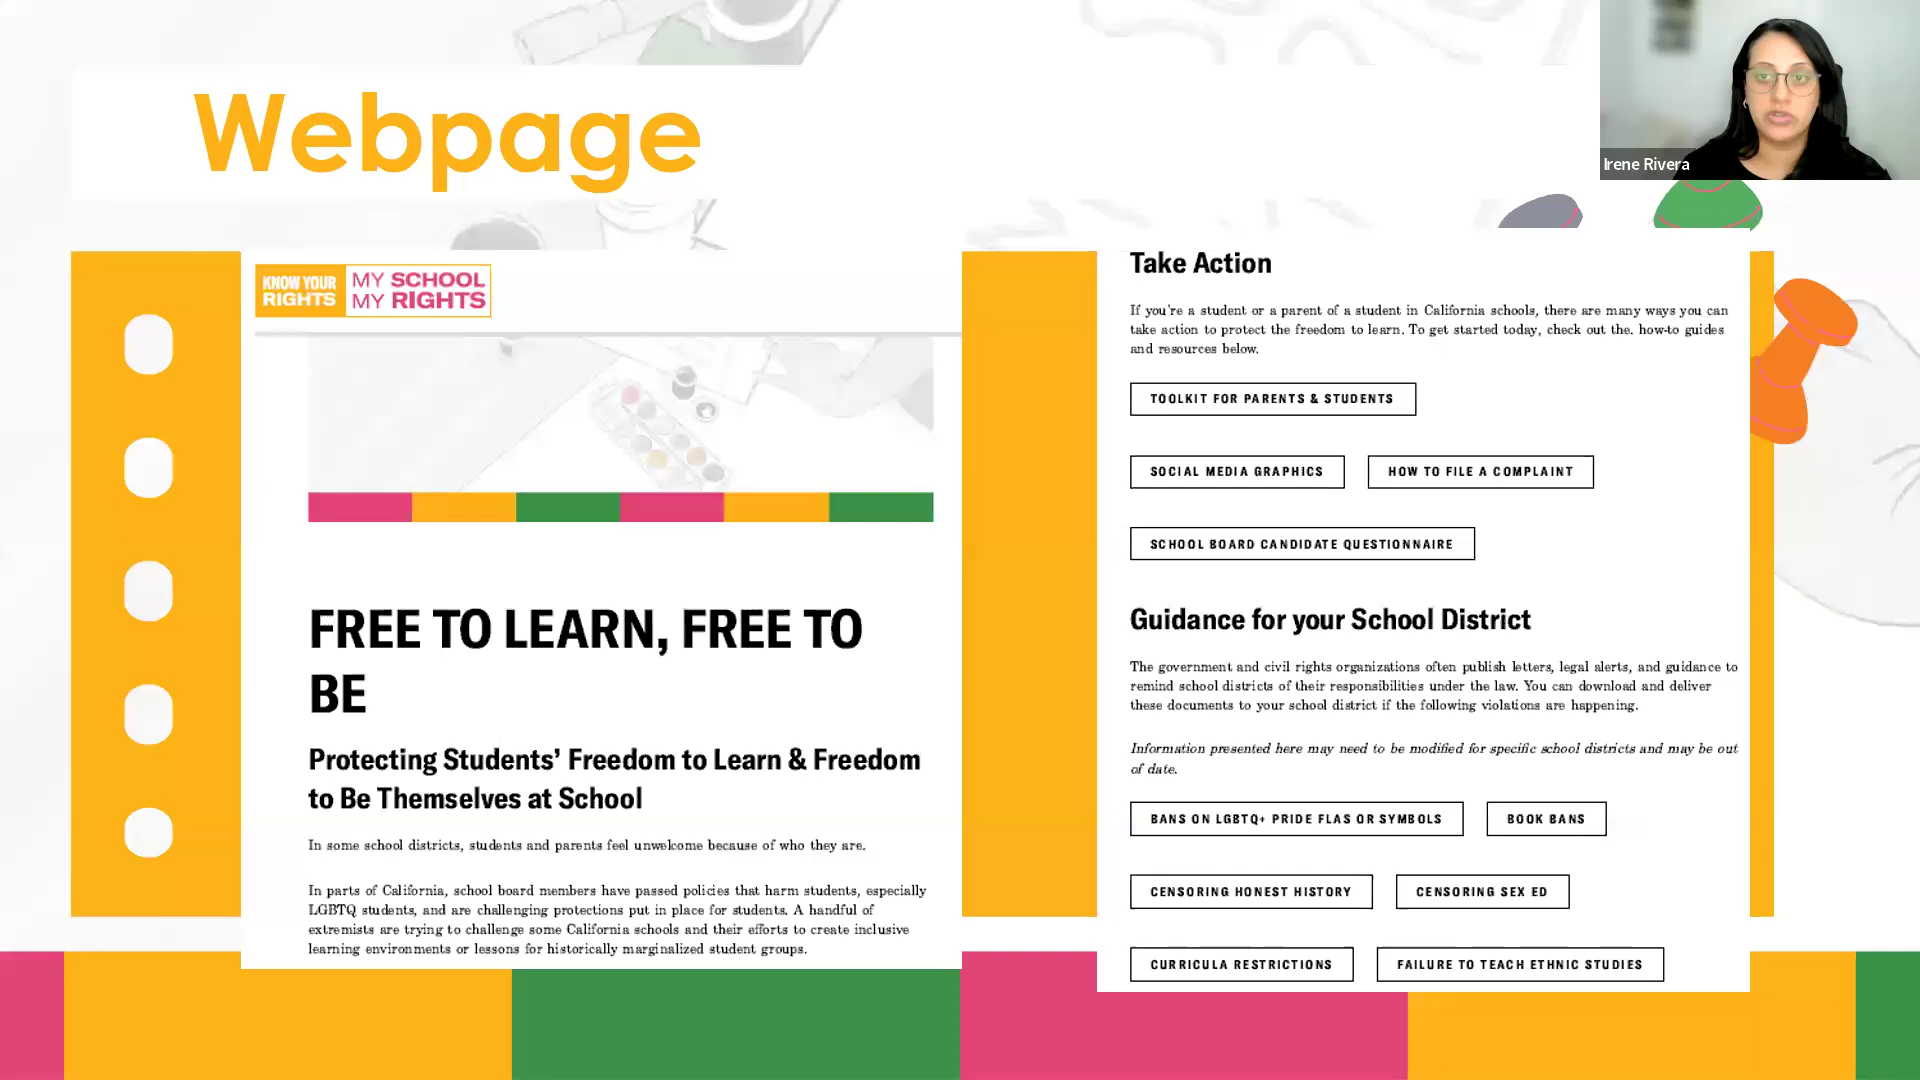 Webpage
Irene Rivera
KNOW YOUR
RIGHTS
MY SCHOOL
MY RIGHTS
FREE TO LEARN, FREE TO
BE
Protecting Students' Freedom to Learn & Freedom
to Be Themselves at School
In some school districts, students and parents feel unwelcome because of who they are.
In parts of California, school board members have passed policies that harm students, especially
LGBTQ students, and are challenging protections put in place for students. A handful of
extremists are trying to challenge some California schools and their efforts to create inclusive
learning environments or lessons for historically marginalized student groups.
Take Action
If you're a student or a parent of a student in California schools, there are many ways you can
take action to protect the freedom to learn. To get started today, check out the. how-to guides
and resources below.
TOOLKIT FOR PARENTS & STUDENTS
SOCIAL MEDIA GRAPHICS
HOW TO FILE A COMPLAINT
SCHOOL BOARD CANDIDATE QUESTIONNAIRE
Guidance for your School District
The government and civil rights organizations often publish letters, legal alerts, and guidance to
remind school districts of their responsibilities under the law. You can download and deliver
these documents to your school district if the following violations are happening.
Information presented here may need to be modified for specific school districts and may be out
of date.
BANS ON LGBTQ+ PRIDE FLAS OR SYMBOLS
BOOK BANS
CENSORING HONEST HISTORY
CENSORING SEX ED
CURRICULA RESTRICTIONS
FAILURE TO TEACH ETHNIC STUDIES